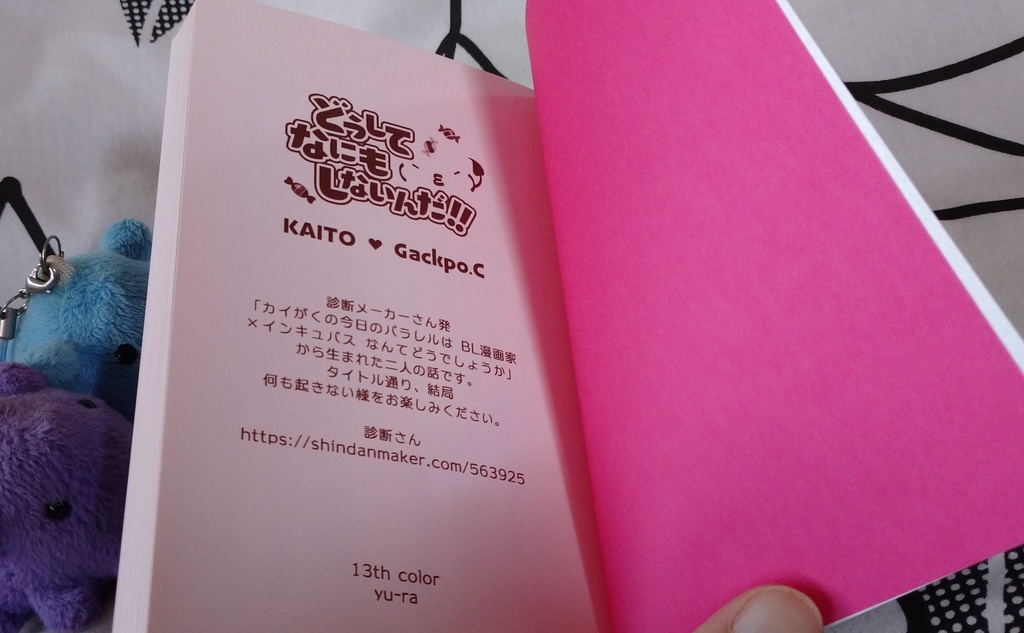 どうして
なにも
しないんだ!!
KAITO ♥ Gackpo.C
診断メーカーさん発
「カイがくの今日のパラレルは BL漫画家
×インキュバス なんてどうでしょうか」
から生まれた二人の話です。
タイトル通り、結局
何も起きない様をお楽しみください。
診断さん
https://shindanmaker.com/563925
13th color
yu-ra